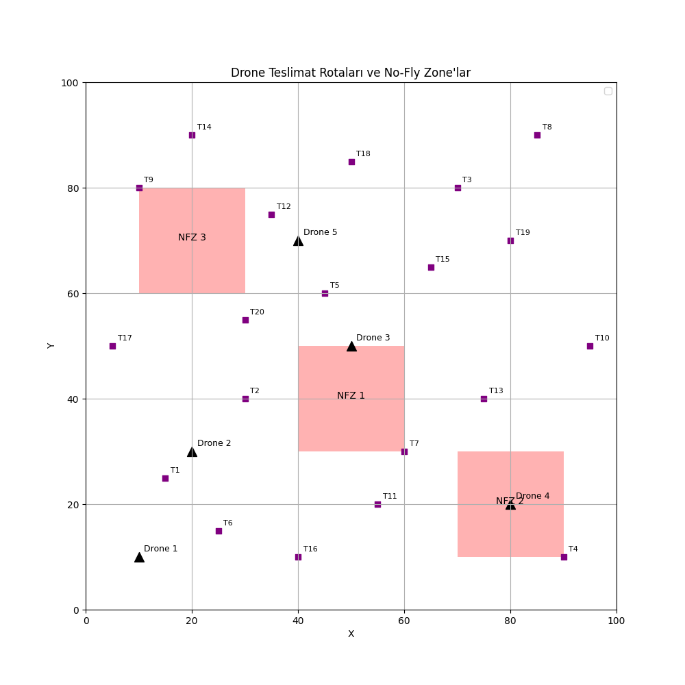 Drone Teslimat Rotaları ve No-Fly Zone'lar
100
80
60
40
20
0
Y
T14
T8
T18
T9
T3
T12
NFZ 3
Drone 5
T19
T15
T5
T20
T17
Drone 3
T10
T2
NFZ 1
T13
Drone 2
T7
T1
T11
NFZ 2
Drone 4
T6
Drone 1
T16
T4
0
20
40
60
80
100
X